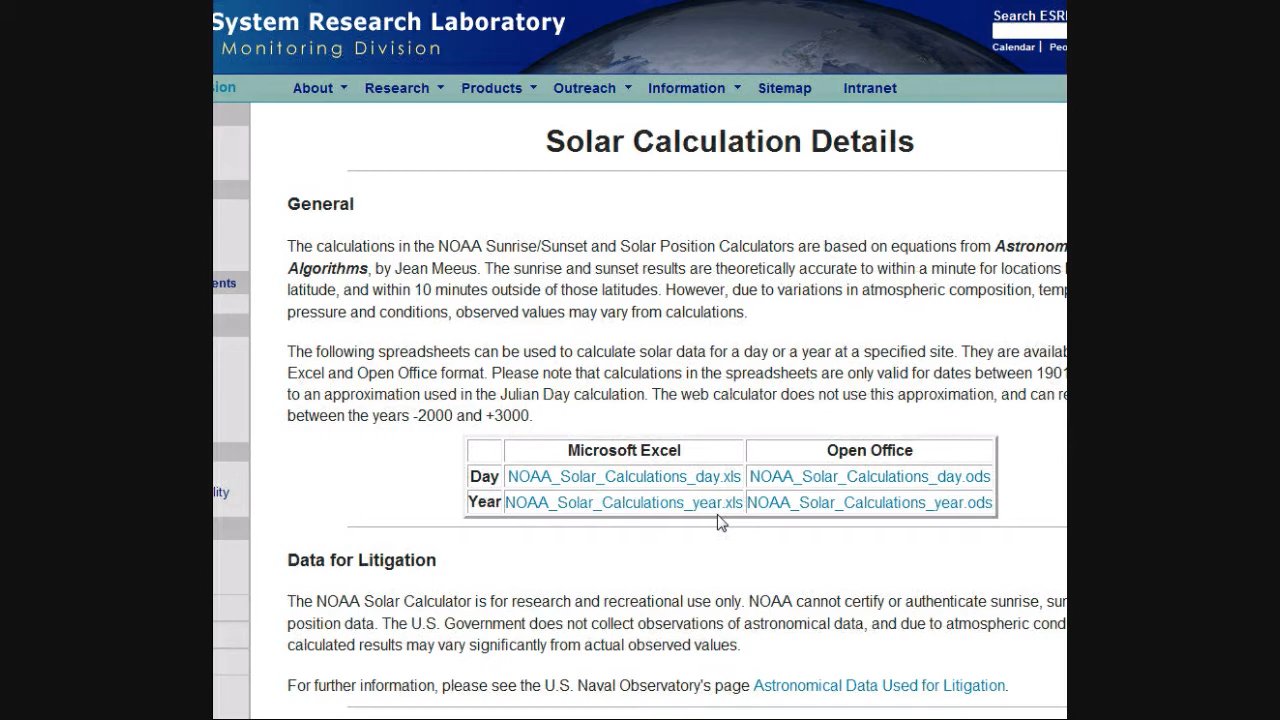 System Research Laboratory
Monitoring Division
Search
Calendar |
About Research Products Outreach Information Sitemap Intranet
Solar Calculation Details
General
The calculations in the NOAA Sunrise/Sunset and Solar Position Calculators are based on equations from
Algorithms, by Jean Meeus. The sunrise and sunset results are theoretically accurate to within a minute for locations
latitude, and within 10 minutes outside of those latitudes. However, due to variations in atmospheric composition,
pressure and conditions, observed values may vary from calculations.
The following spreadsheets can be used to calculate solar data for a day or a year at a specified site. They are
Excel and Open Office format. Please note that calculations in the spreadsheets are only valid for dates between 1901
to an approximation used in the Julian Day calculation. The web calculator does not use this approximation, and can
between the years -2000 and +3000.
Microsoft Excel Open Office
Day NOAA_Solar_Calculations_day.xls NOAA_Solar_Calculations_day.ods
Year NOAA_Solar_Calculations_year.xls NOAA_Solar_Calculations_year.ods
Data for Litigation
The NOAA Solar Calculator is for research and recreational use only. NOAA cannot certify or authenticate sunrise,
position data. The U.S. Government does not collect observations of astronomical data, and due to atmospheric
calculated results may vary significantly from actual observed values.
For further information, please see the U.S. Naval Observatory's page Astronomical Data Used for Litigation.